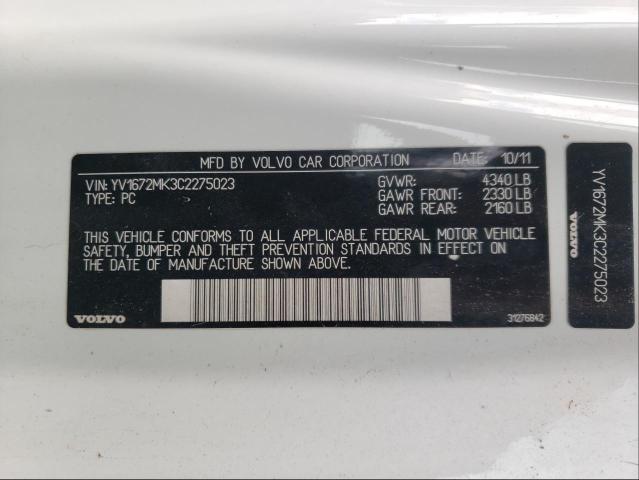 MFD BY VOLVO CAR CORPORATION DATE: 10/11
VIN: YV1672MK3C2275023 GVWR: 4340 LB
TYPE: PC GAWR FRONT: 2330 LB
GAWR REAR: 2160 LB
THIS VEHICLE CONFORMS TO ALL APPLICABLE FEDERAL MOTOR VEHICLE
SAFETY, BUMPER AND THEFT PREVENTION STANDARDS IN EFFECT ON
THE DATE OF MANUFACTURE SHOWN ABOVE.
VOLVO 31276842
YV1672MK3C2275023
VOLVO